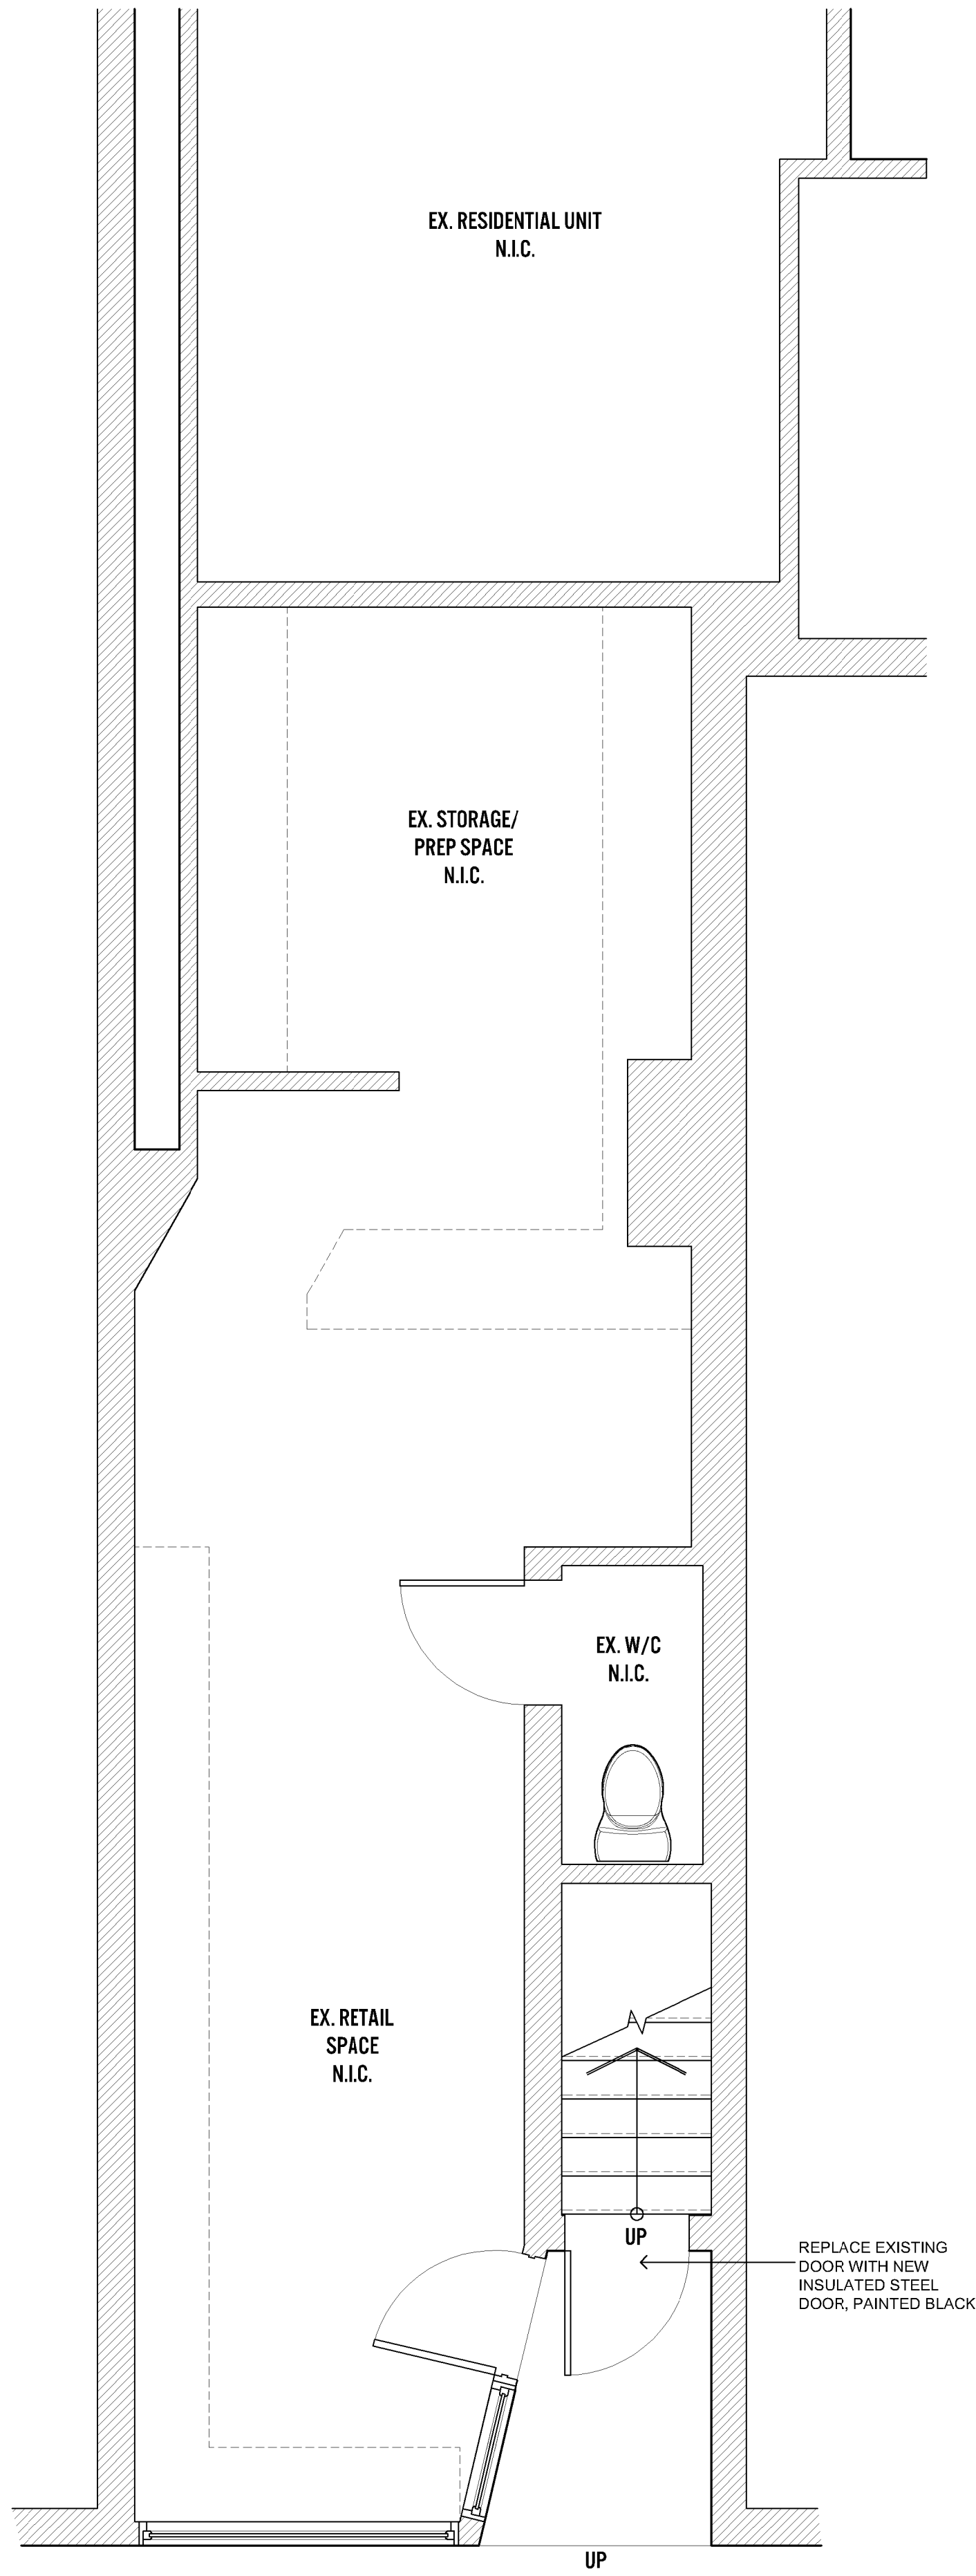 EX. RESIDENTIAL UNIT
N.I.C.
EX. STORAGE/
PREP SPACE
N.I.C.
EX. W/C
N.I.C.
EX. RETAIL
SPACE
N.I.C.
UP
REPLACE EXISTING
DOOR WITH NEW
INSULATED STEEL
DOOR, PAINTED BLACK
UP